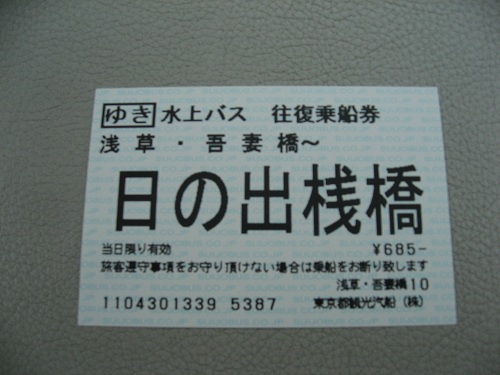 ゆき 水上バス 往復乗船券
浅草・吾妻橋～
日の出桟橋
当日限り有効 ¥685-
旅客遵守事項をお守り頂けない場合は乗船をお断り致します
浅草・吾妻橋10
1104301339 5387 東京都観光汽船（株）